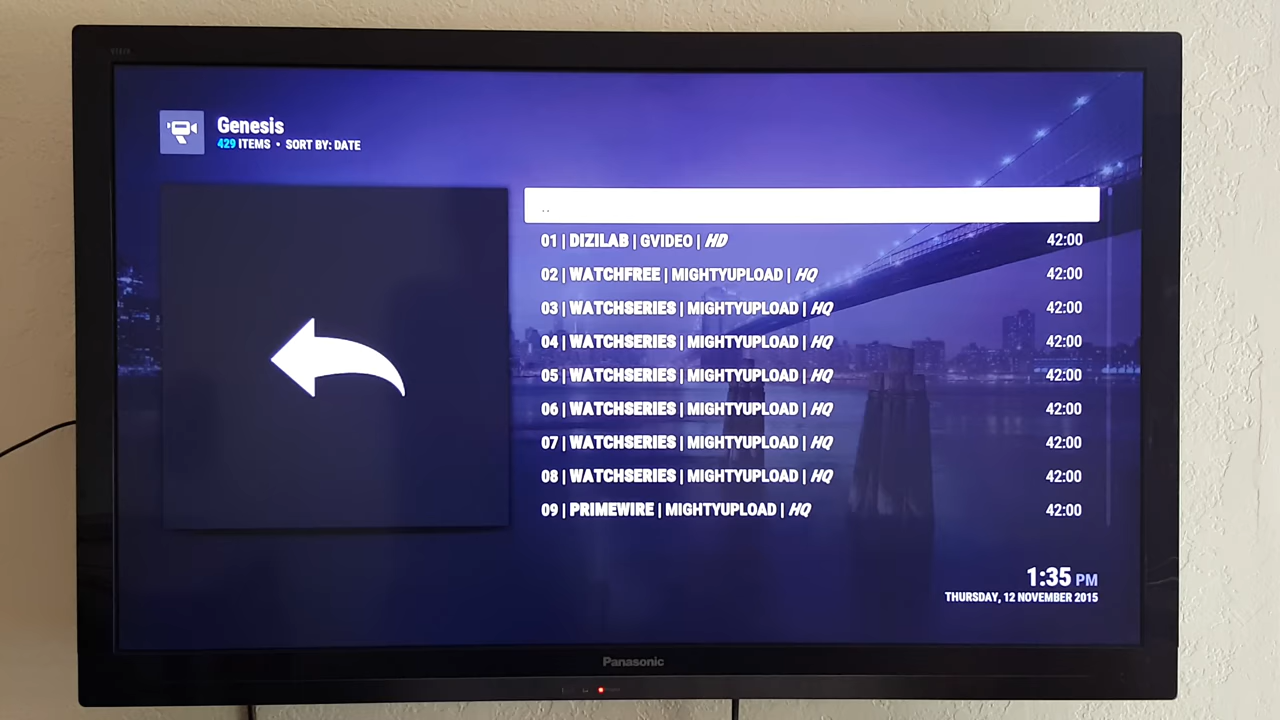 Genesis
429 ITEMS • SORT BY: DATE
..
01 | DIZILAB | GVIDEO | HD 42:00
02 | WATCHFREE | MIGHTYUPLOAD | HQ 42:00
03 | WATCHSERIES | MIGHTYUPLOAD | HQ 42:00
04 | WATCHSERIES | MIGHTYUPLOAD | HQ 42:00
05 | WATCHSERIES | MIGHTYUPLOAD | HQ 42:00
06 | WATCHSERIES | MIGHTYUPLOAD | HQ 42:00
07 | WATCHSERIES | MIGHTYUPLOAD | HQ 42:00
08 | WATCHSERIES | MIGHTYUPLOAD | HQ 42:00
09 | PRIMEWIRE | MIGHTYUPLOAD | HQ 42:00
1:35 PM
THURSDAY, 12 NOVEMBER 2015
Panasonic